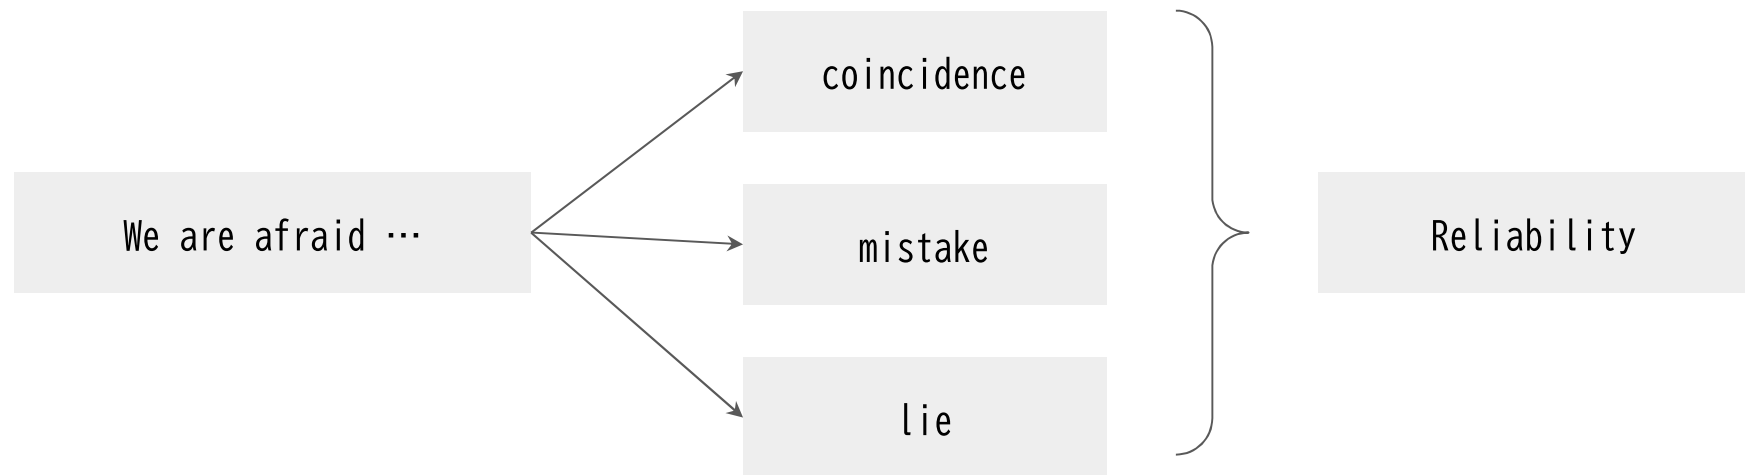 We are afraid …
coincidence
mistake
lie
Reliability